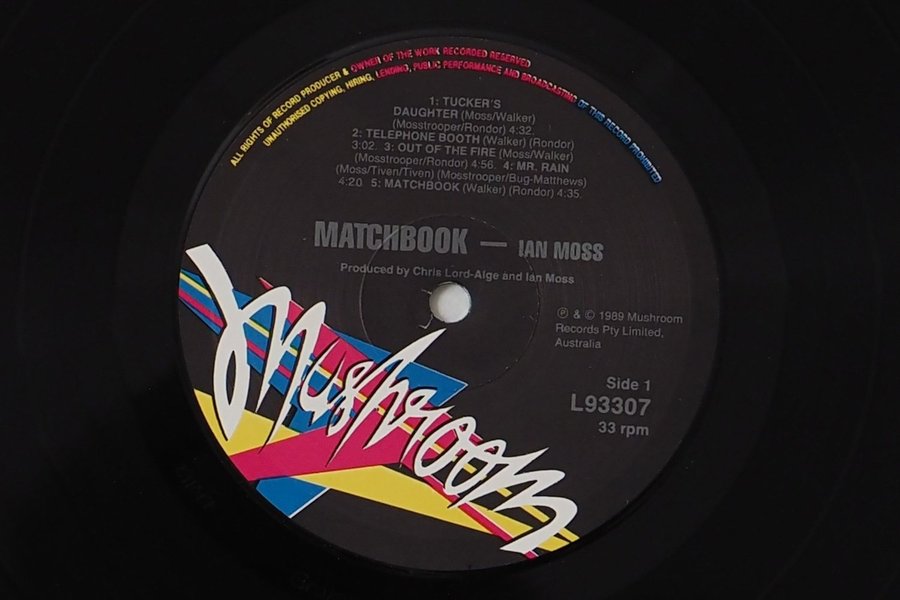 ALL RIGHTS OF RECORD PRODUCER & OWNER OF THE WORK RECORDED RESERVED
UNAUTHORISED COPYING, HIRING, LENDING, PUBLIC PERFORMANCE AND BROADCASTING OF THIS RECORD PROHIBITED
1: TUCKER'S
DAUGHTER (Moss/Walker)
(Mosstrooper/Rondor) 4:32.
2: TELEPHONE BOOTH (Walker) (Rondor)
3:02. 3: OUT OF THE FIRE (Moss/Walker)
(Mosstrooper/Rondor) 4:56. 4: MR. RAIN
(Moss/Tiven/Tiven) (Mosstrooper/Bug-Matthews)
4:20 5: MATCHBOOK (Walker) (Rondor) 4:35.
MATCHBOOK — IAN MOSS
Produced by Chris Lord-Alge and Ian Moss
℗ & © 1989 Mushroom
Records Pty Limited,
Australia
Side 1
L93307
33 rpm
Mushroom